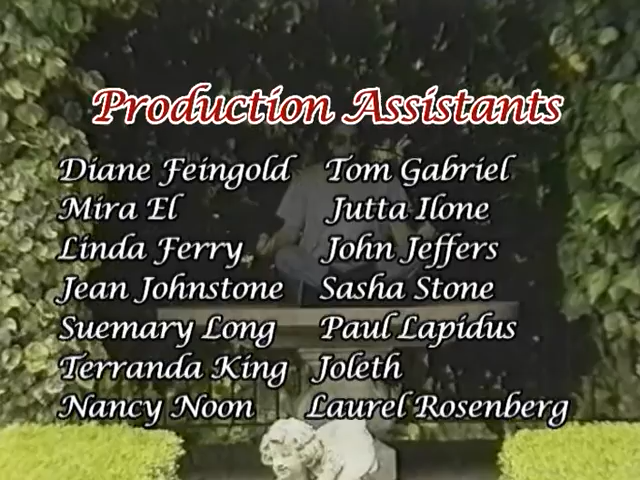 Production Assistants
Diane Feingold Tom Gabriel
Mira El Jutta Ilone
Linda Ferry John Jeffers
Jean Johnstone Sasha Stone
Suemary Long Paul Lapidus
Terranda King Joleth
Nancy Noon Laurel Rosenberg